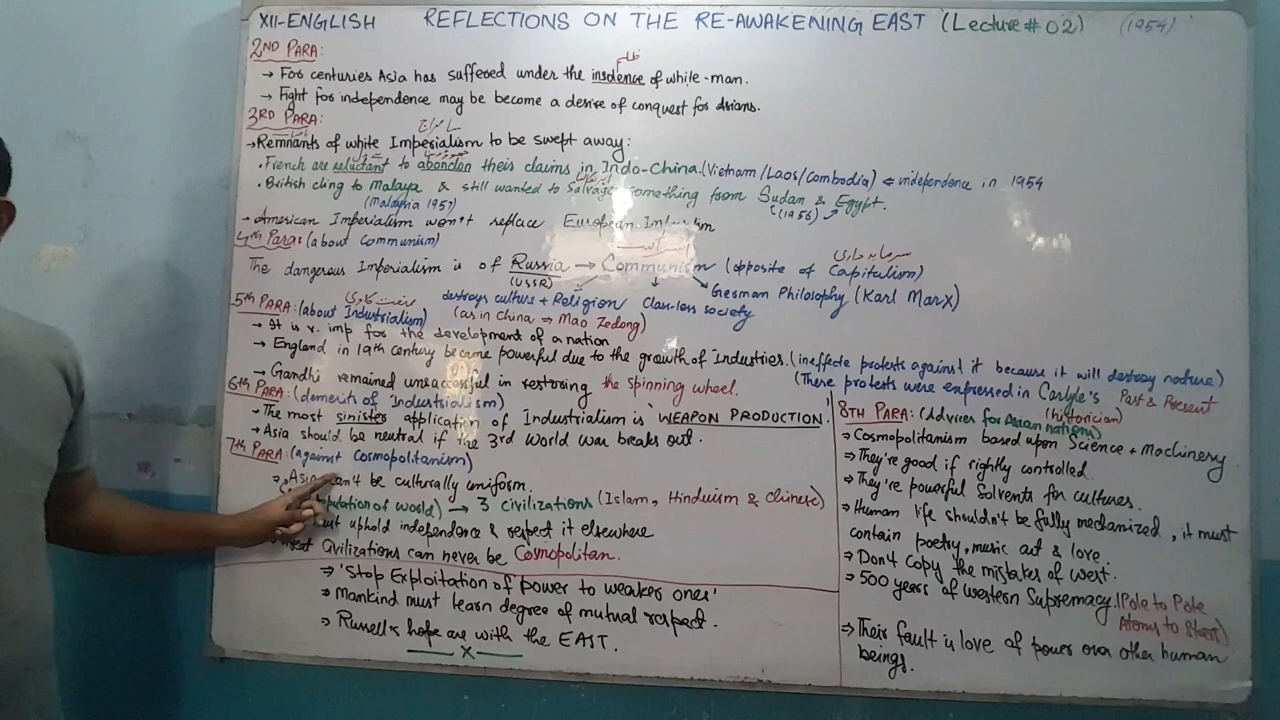 XII-ENGLISH REFLECTIONS ON THE RE-AWAKENING EAST (Lecture # 02) (1954)
2ND PARA:
ظلم
→ For centuries Asia has suffered under the insolence of while-man.
→ Fight for independence may be become a desire of conquest for Asians.
3RD PARA:
سامراج
→ Remnants of white Imperialism to be swept away:
• French are reluctant to abondon their claims in Indo-China. (Vietnam/Laos/Combodia) ← independence in 1954
• British cling to Malaya & still wanted to Salvage something from Sudan & Egypt.
(Malaysia 1957) (1956)
→ American Imperialism won't replace European
4th Para: (about Communism)
سرمایہ داری
The dangerous Imperialism is of Russia → Communism (opposite of Capitalism)
(USSR)
destroys culture + Religion Class-less society German Philosophy (Karl Marx)
صنعت کاری
5th PARA: (about Industrialism) (as in China ⇒ Mao Zedong)
→ It is v. imp for the development of a nation
→ England in 19th century became powerful due to the growth of Industries. (ineffecte protests against it because it will destroy nature)
→ Gandhi remained in restoring the spinning wheel. (These protests were expressed in Carlyle's Past & Present
(historician)
6th PARA: (demerits of Industrialism)
→ The most sinister application of Industrialism is 'WEAPON PRODUCTION'
→ Asia should be neutral if the 3rd World War breaks out.
7th PARA: (against Cosmopolitanism)
→ Asia can't be culturally uniform.
of world) → 3 civilizations (Islam, Hinduism & Chinese)
uphold independence & respect it elsewhere
Civilizations can never be Cosmopolitan.
⇒ 'Stop Exploitation of power to weaker ones'
⇒ Mankind must learn degree of mutual respect.
⇒ Russell's hope are with the EAST.
— x —
8TH PARA: (Advices for Asian nations)
⇒ Cosmopolitanism based upon Science + Machinery
⇒ They're good if rightly controlled.
⇒ They're powerful Solvents for cultures.
⇒ Human life shouldn't be fully mechanized, it must
contain poetry, music art & love.
⇒ Don't Copy the mistakes of west.
⇒ 500 years of Western Supremacy. (Pole to Pole
Atoms to Stars)
⇒ Their fault is love of power over other human
beings.